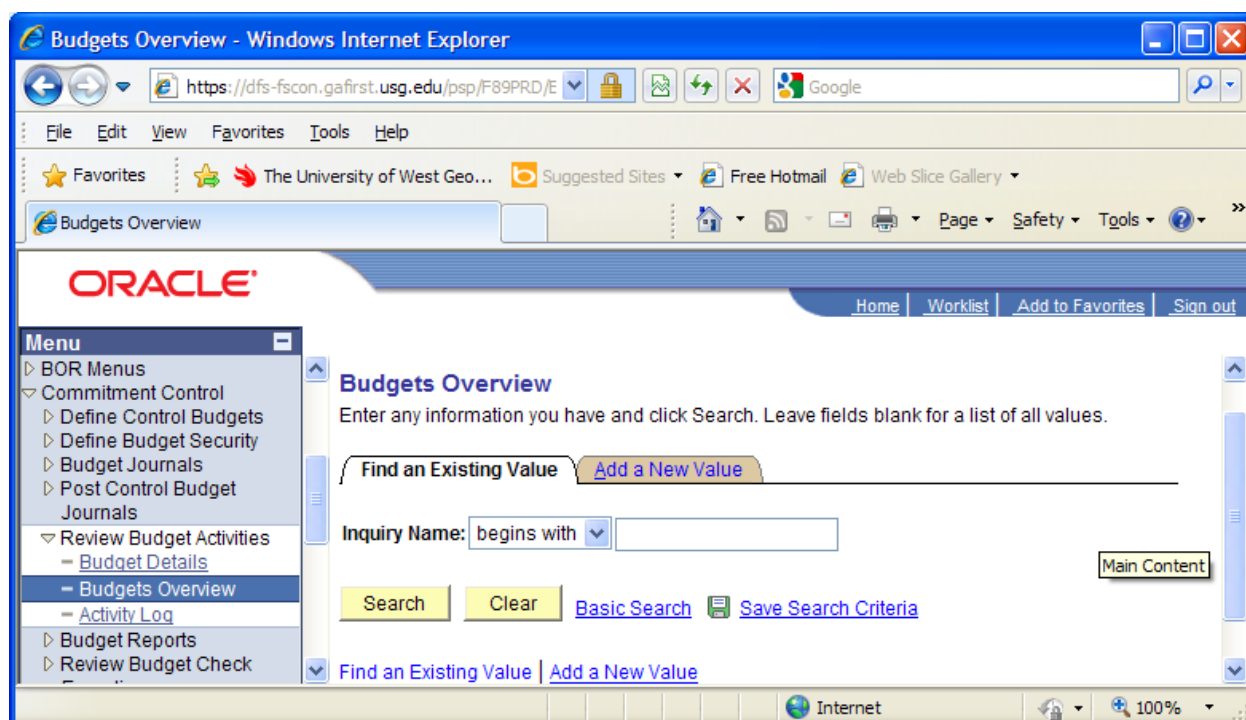 Budgets Overview - Windows Internet Explorer
https://dfs-fscon.gafirst.usg.edu/psp/F89PRD/E
Google
File Edit View Favorites Tools Help
Favorites The University of West Geo... Suggested Sites Free Hotmail Web Slice Gallery
Budgets Overview Page Safety Tools
ORACLE
Home Worklist Add to Favorites Sign out
Menu
BOR Menus
Commitment Control
Define Control Budgets
Define Budget Security
Budget Journals
Post Control Budget
Journals
Review Budget Activities
Budget Details
Budgets Overview
Activity Log
Budget Reports
Review Budget Check
Budgets Overview
Enter any information you have and click Search. Leave fields blank for a list of all values.
Find an Existing Value Add a New Value
Inquiry Name: begins with
Main Content
Search Clear Basic Search Save Search Criteria
Find an Existing Value | Add a New Value
Internet 100%